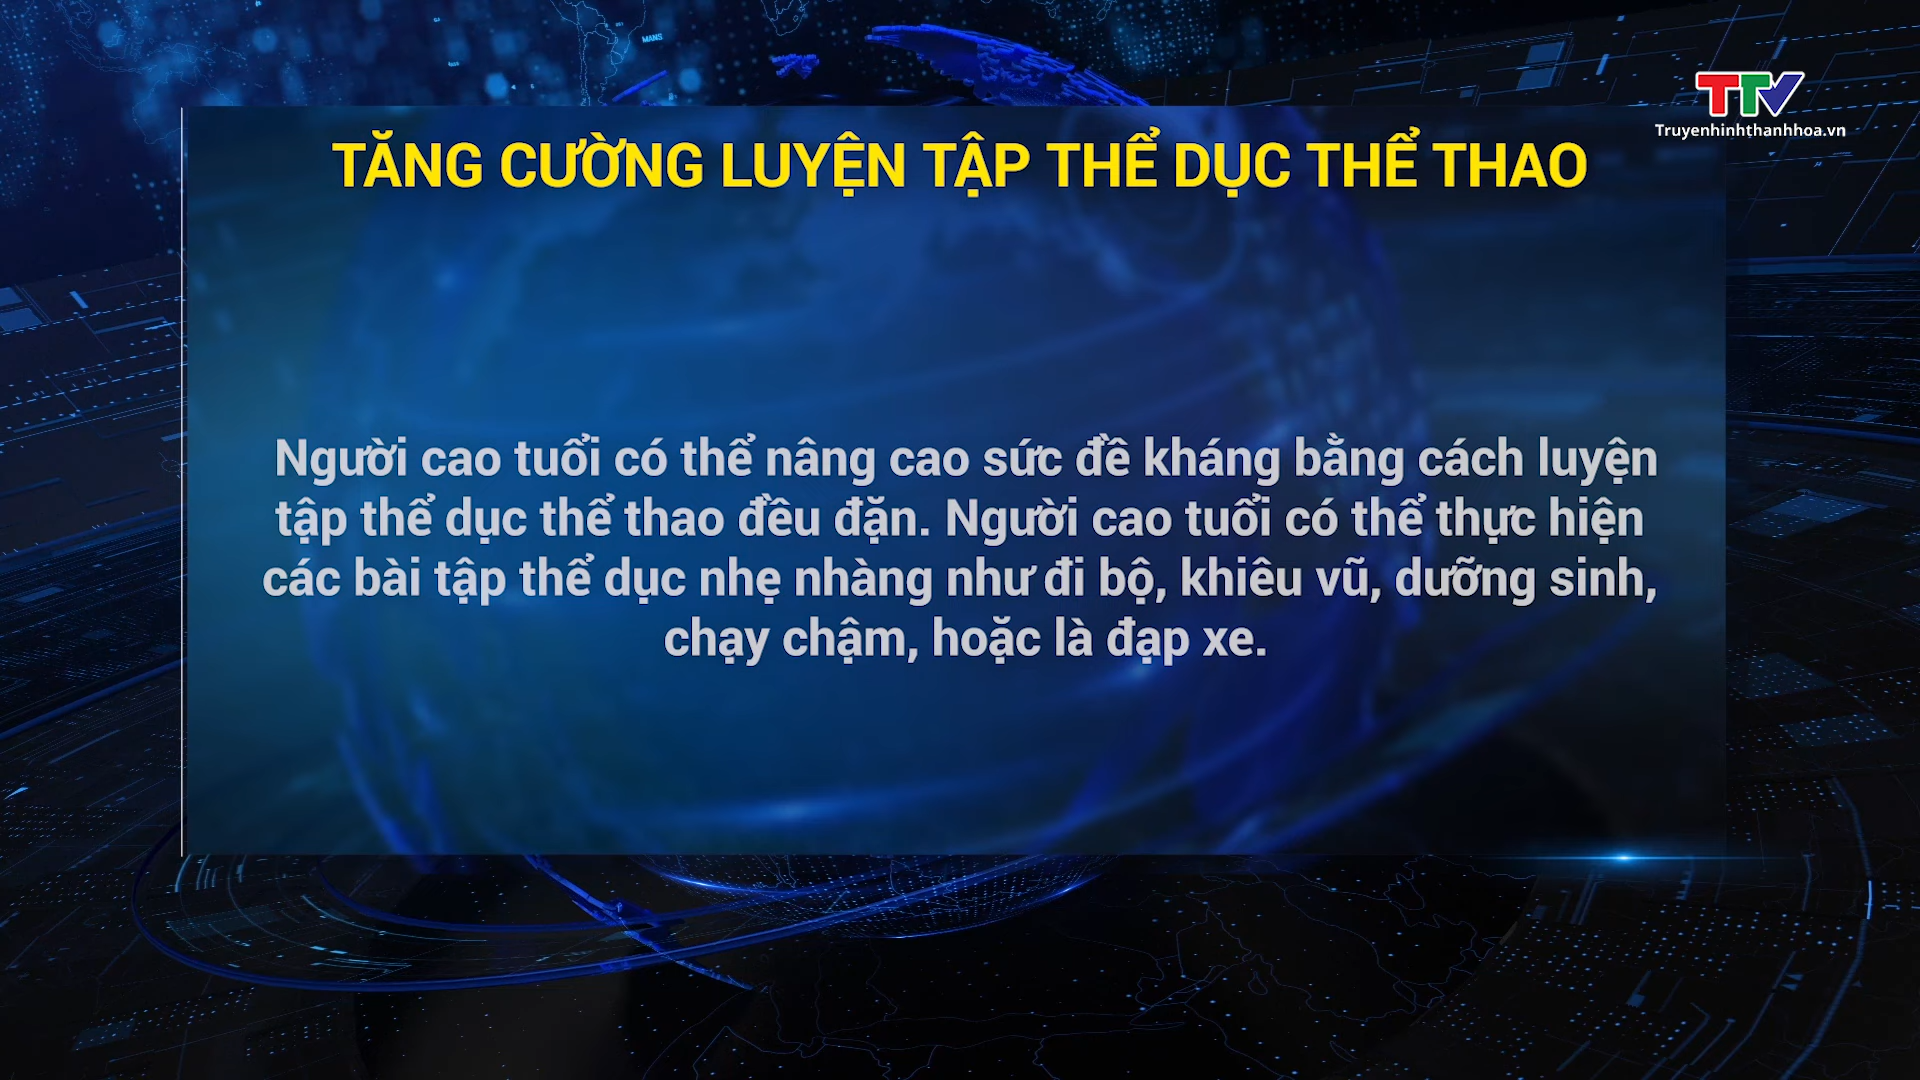 TTV
Truyenhinhthanhhoa.vn
TĂNG CƯỜNG LUYỆN TẬP THỂ DỤC THỂ THAO
Người cao tuổi có thể nâng cao sức đề kháng bằng cách luyện
tập thể dục thể thao đều đặn. Người cao tuổi có thể thực hiện
các bài tập thể dục nhẹ nhàng như đi bộ, khiêu vũ, dưỡng sinh,
chạy chậm, hoặc là đạp xe.